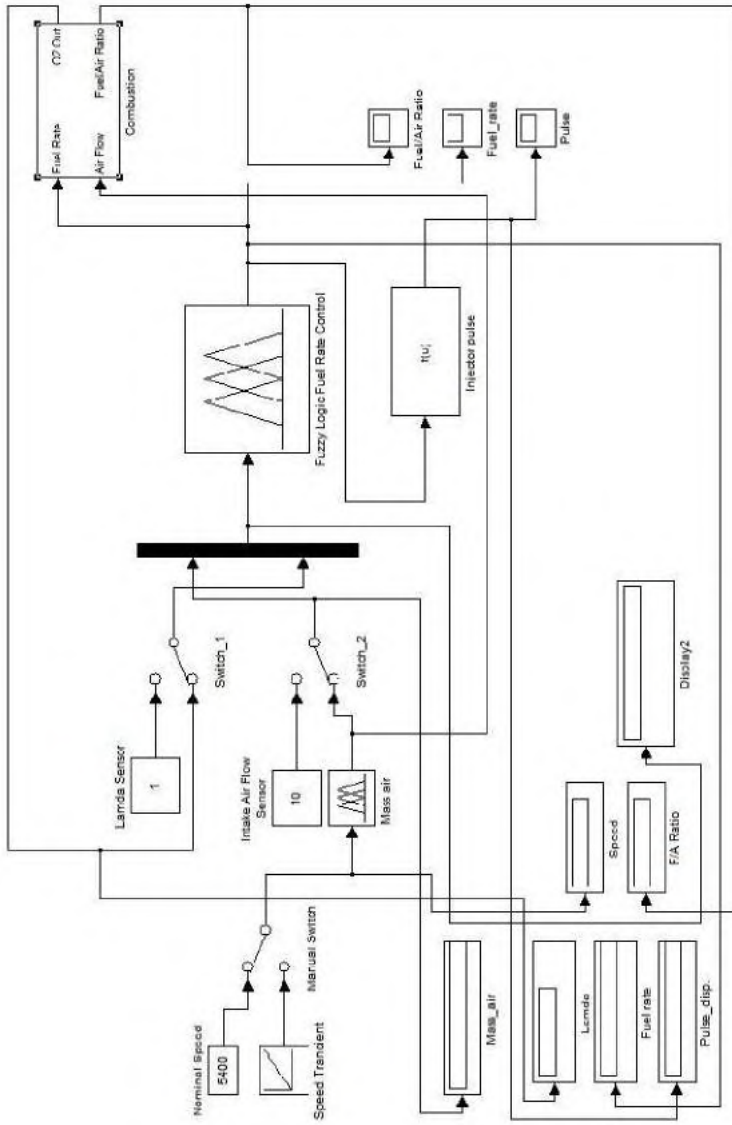 O2 Out
Fuel/Air Ratio
Fuel Rate
Air Flow
Combustion
Fuel/Air Ratio
Fuel_rate
Pulse
Fuzzy Logic Fuel Rate Control
f(u)
Injector pulse
Lamda Sensor
1
Switch_1
Intake Air Flow
Sensor
10
Switch_2
Mass air
Nominal Speed
5400
Manual Switch
Speed Trandient
Mass_air
Display2
Speed
F/A Ratio
Lamda
Fuel rate
Pulse_disp.